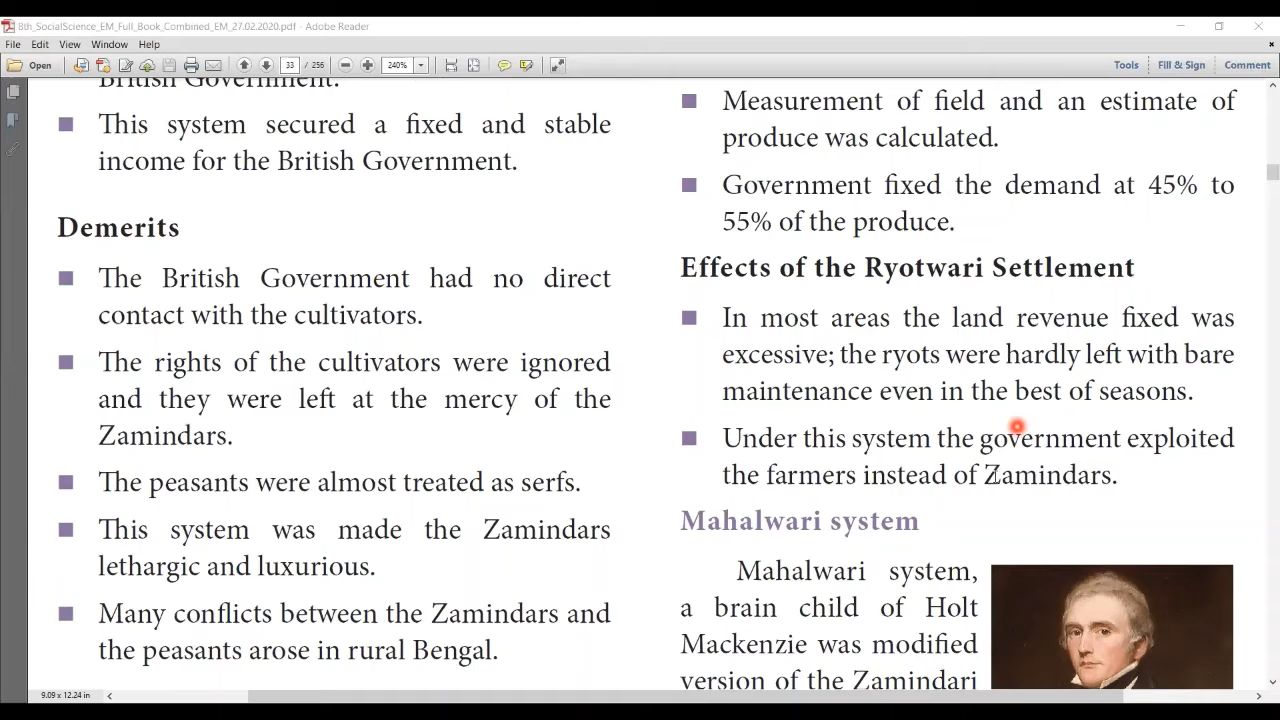 8th_SocialScience_EM_Full_Book_Combined_EM_27.02.2020.pdf - Adobe Reader
File Edit View Window Help
Open 33 / 256 240% Tools Fill & Sign Comment
British Government.
■ This system secured a fixed and stable
income for the British Government.
Demerits
■ The British Government had no direct
contact with the cultivators.
■ The rights of the cultivators were ignored
and they were left at the mercy of the
Zamindars.
■ The peasants were almost treated as serfs.
■ This system was made the Zamindars
lethargic and luxurious.
■ Many conflicts between the Zamindars and
the peasants arose in rural Bengal.
■ Measurement of field and an estimate of
produce was calculated.
■ Government fixed the demand at 45% to
55% of the produce.
Effects of the Ryotwari Settlement
■ In most areas the land revenue fixed was
excessive; the ryots were hardly left with bare
maintenance even in the best of seasons.
■ Under this system the government exploited
the farmers instead of Zamindars.
Mahalwari system
Mahalwari system,
a brain child of Holt
Mackenzie was modified
version of the Zamindari
9.09 x 12.24 in